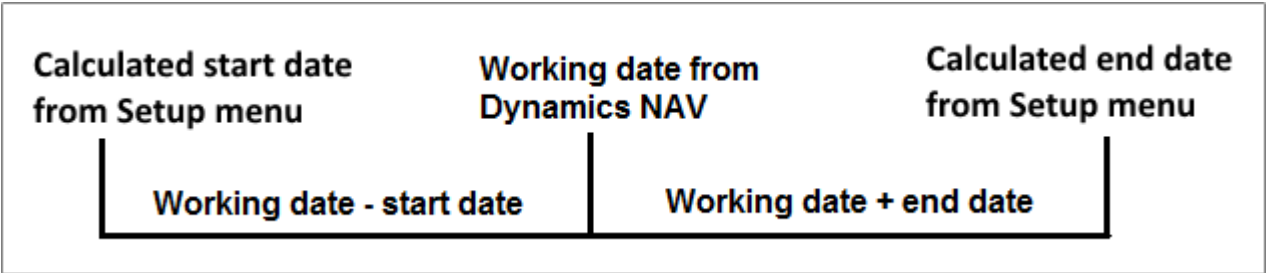 Calculated start date
from Setup menu
Working date from
Dynamics NAV
Calculated end date
from Setup menu
Working date - start date
Working date + end date